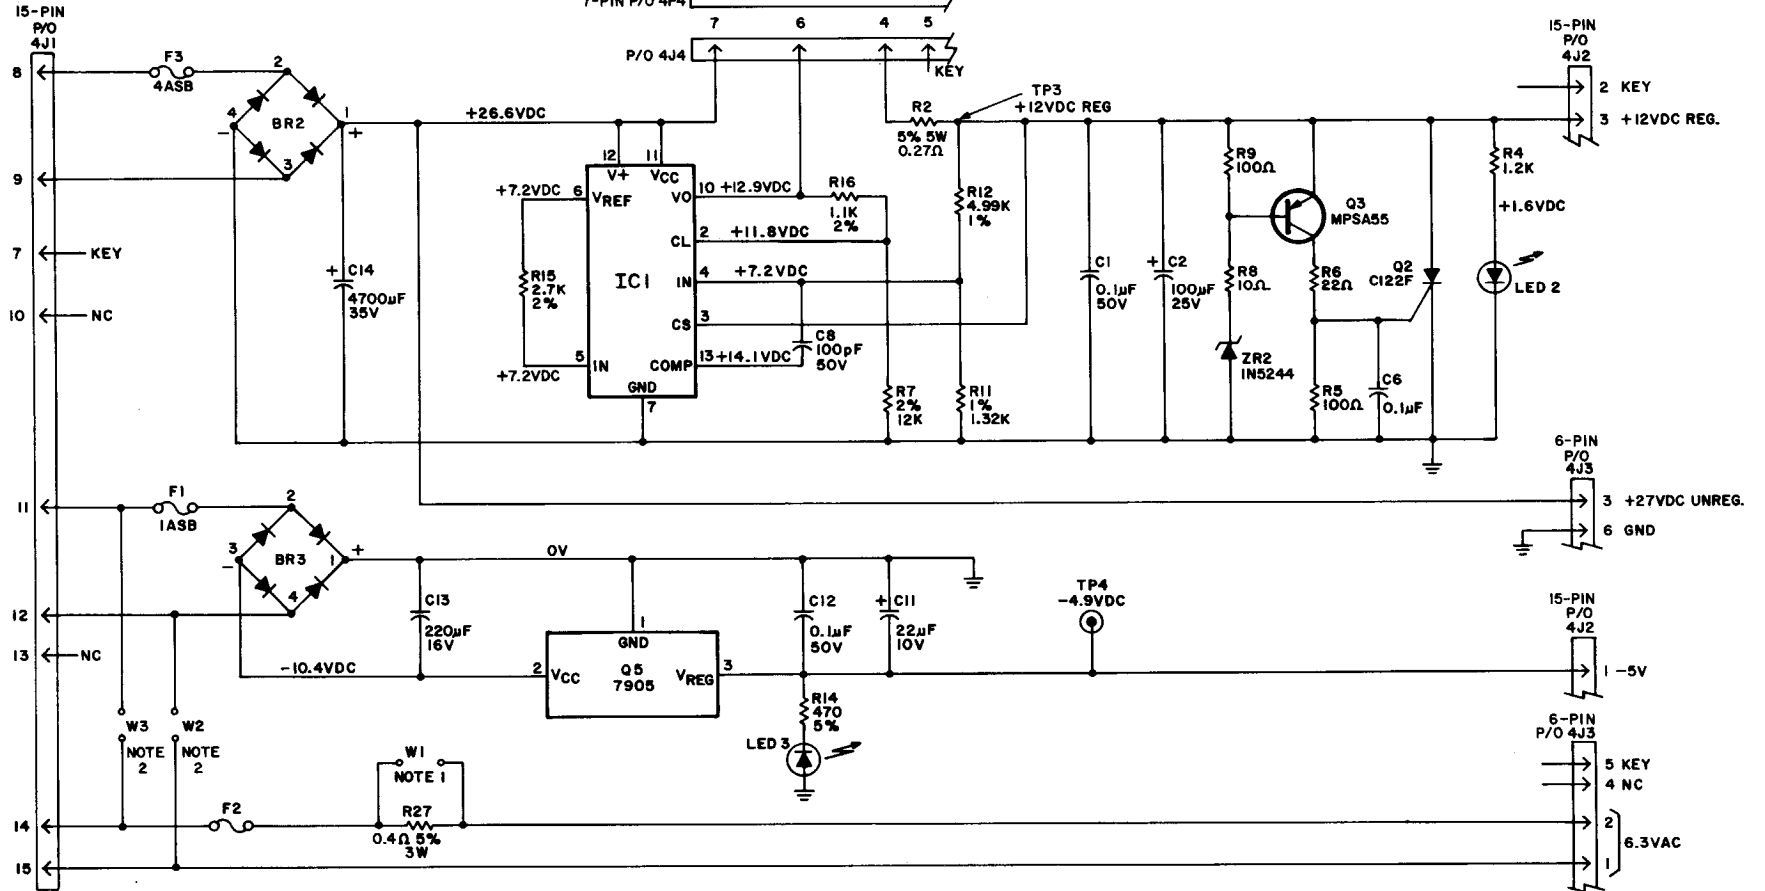 7-PIN P/O 4P4
15-PIN
P/O
4J1
7 6 4 5
P/O 4J4
KEY
15-PIN
P/O
4J2
8
F3
4ASB
2
4
1
3
BR2
-
+
+26.6VDC
R2
5% 5W
0.27Ω
TP3
+12VDC REG
2 KEY
3 +12VDC REG.
9
12
V+
11
VCC
+7.2VDC
6
VREF
VO
10
+12.9VDC
R16
1.1K
2%
R12
4.99K
1%
R9
100Ω
Q3
MPSA55
R4
1.2K
+1.6VDC
CL
2
+11.8VDC
7
KEY
+
C14
4700µF
35V
R15
2.7K
2%
IC1
IN
4
+7.2VDC
C1
0.1µF
50V
+
C2
100µF
25V
R8
10Ω
R6
22Ω
Q2
C122F
LED 2
10
NC
CS
3
C8
100pF
50V
5
IN
+7.2VDC
COMP
13
+14.1VDC
GND
7
R7
2%
12K
R11
1%
1.32K
ZR2
1N5244
R5
100Ω
C6
0.1µF
6-PIN
P/O
4J3
11
F1
1ASB
2
3
-
BR3
1
+
4
0V
3 +27VDC UNREG.
6 GND
12
C13
220µF
16V
1
GND
C12
0.1µF
50V
+
C11
22µF
10V
TP4
-4.9VDC
15-PIN
P/O
4J2
13
NC
-10.4VDC
2
VCC
Q5
7905
VREG
3
1 -5V
W3
NOTE
2
W2
NOTE
2
R14
470
5%
LED 3
6-PIN
P/O 4J3
W1
NOTE 1
5 KEY
4 NC
14
F2
R27
0.4Ω 5%
3W
2
6.3VAC
15
1